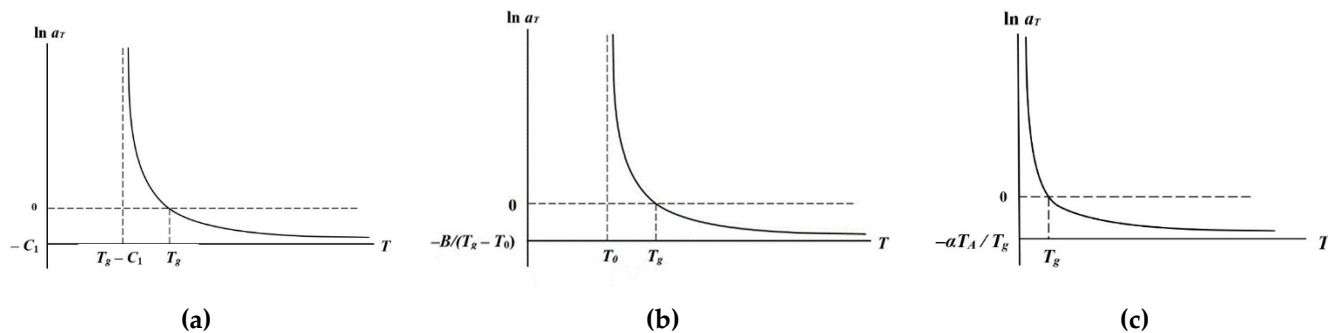 ln aT
0
– C1
Tg – C1
Tg
T
(a)
ln aT
0
–B/(Tg – T0)
T0
Tg
T
(b)
ln aT
0
–αTA / Tg
Tg
T
(c)